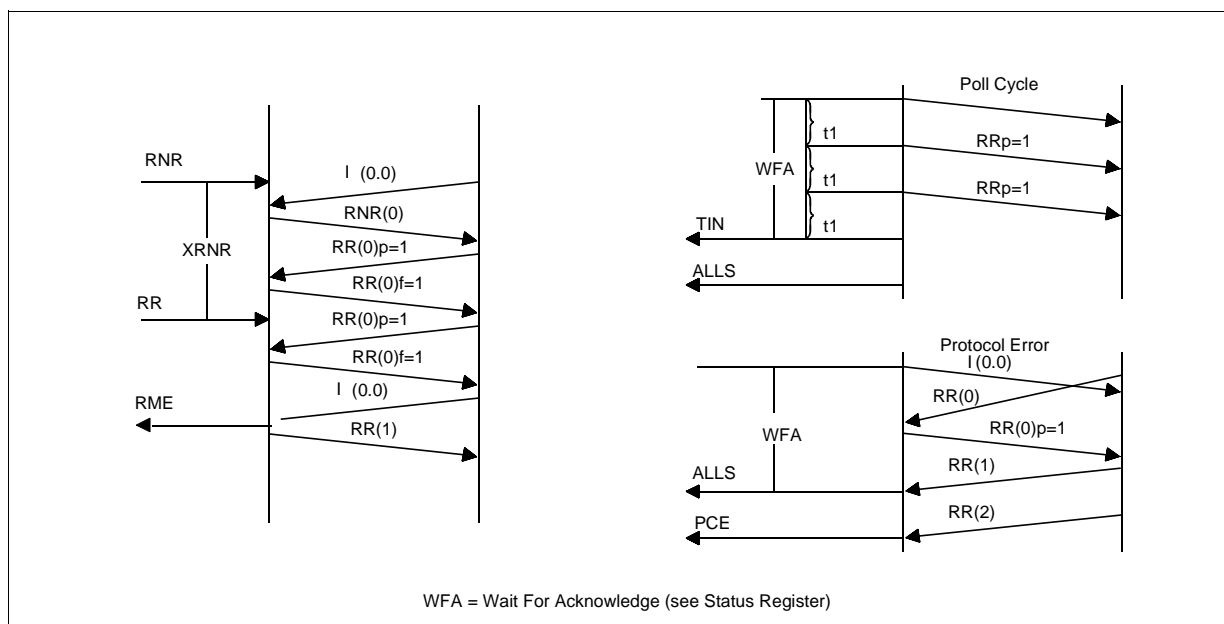 RNR
XRNR
RR
RME
I (0.0)
RNR(0)
RR(0)p=1
RR(0)f=1
RR(0)p=1
RR(0)f=1
I (0.0)
RR(1)
Poll Cycle
t1
RRp=1
WFA
t1
RRp=1
t1
TIN
ALLS
Protocol Error
I(0.0)
RR(0)
WFA
RR(0)p=1
RR(1)
ALLS
RR(2)
PCE
WFA = Wait For Acknowledge (see Status Register)